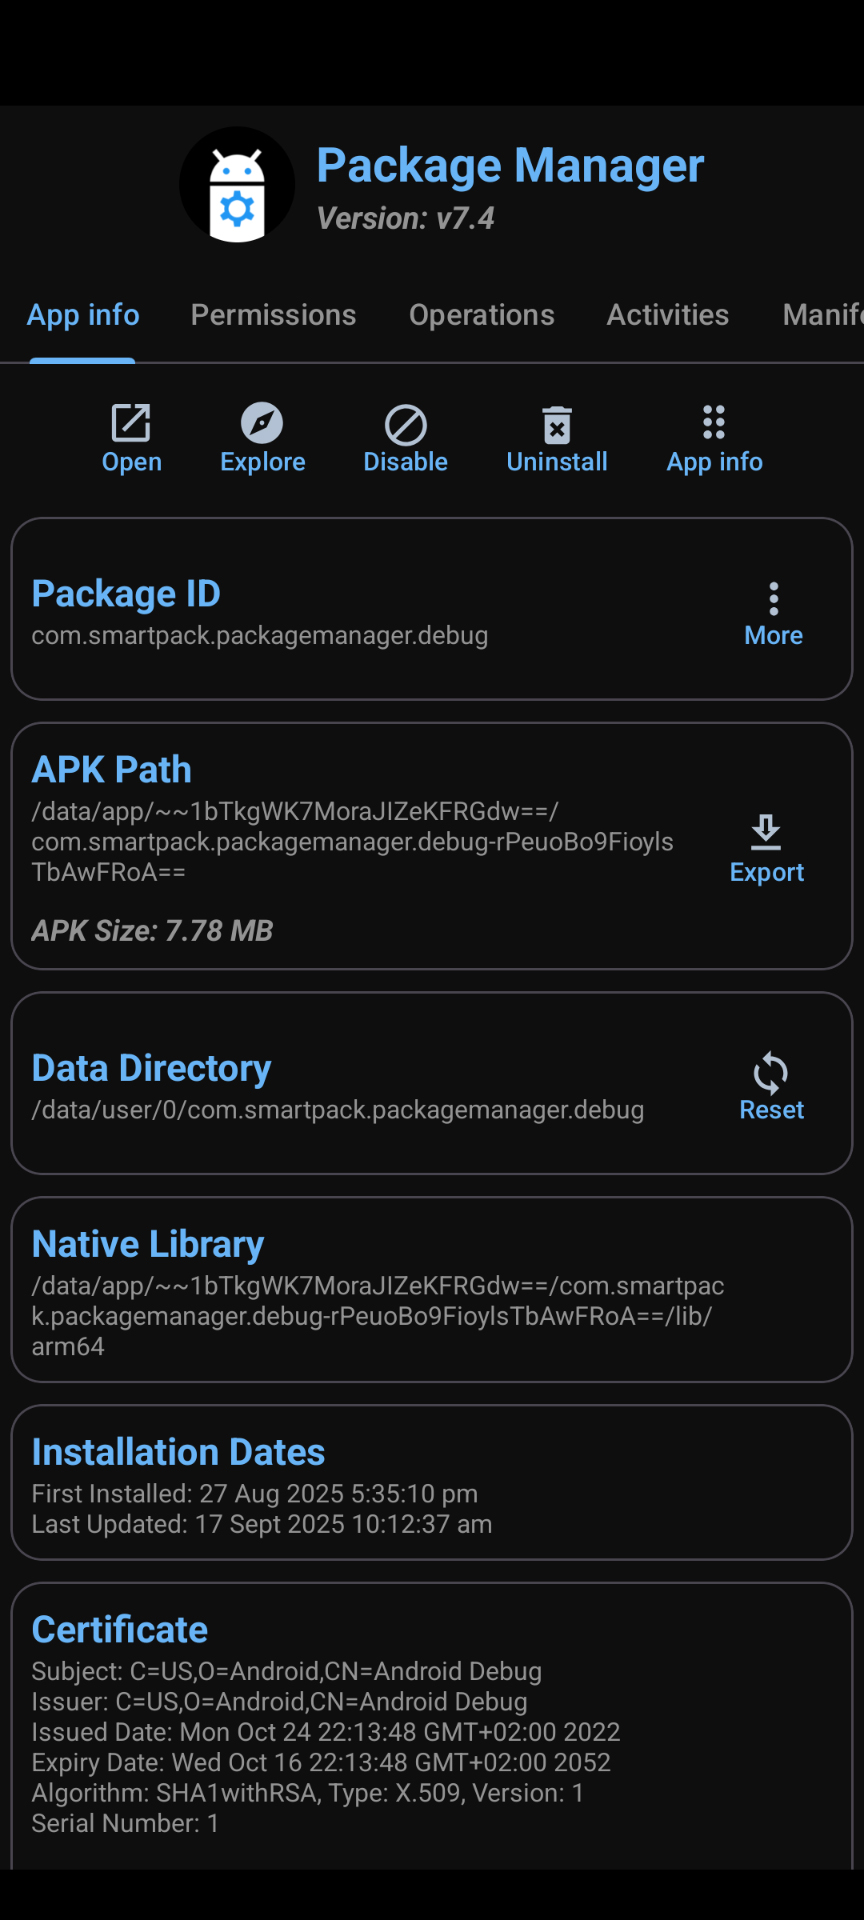 Package Manager
Version: v7.4
App info Permissions Operations Activities Manife
Open Explore Disable Uninstall App info
Package ID
com.smartpack.packagemanager.debug
More
APK Path
/data/app/~~1bTkgWK7MoraJIZeKFRGdw==/
com.smartpack.packagemanager.debug-rPeuoBo9Fioyls
TbAwFRoA==
Export
APK Size: 7.78 MB
Data Directory
/data/user/0/com.smartpack.packagemanager.debug
Reset
Native Library
/data/app/~~1bTkgWK7MoraJIZeKFRGdw==/com.smartpac
k.packagemanager.debug-rPeuoBo9FioylsTbAwFRoA==/lib/
arm64
Installation Dates
First Installed: 27 Aug 2025 5:35:10 pm
Last Updated: 17 Sept 2025 10:12:37 am
Certificate
Subject: C=US,O=Android,CN=Android Debug
Issuer: C=US,O=Android,CN=Android Debug
Issued Date: Mon Oct 24 22:13:48 GMT+02:00 2022
Expiry Date: Wed Oct 16 22:13:48 GMT+02:00 2052
Algorithm: SHA1withRSA, Type: X.509, Version: 1
Serial Number: 1